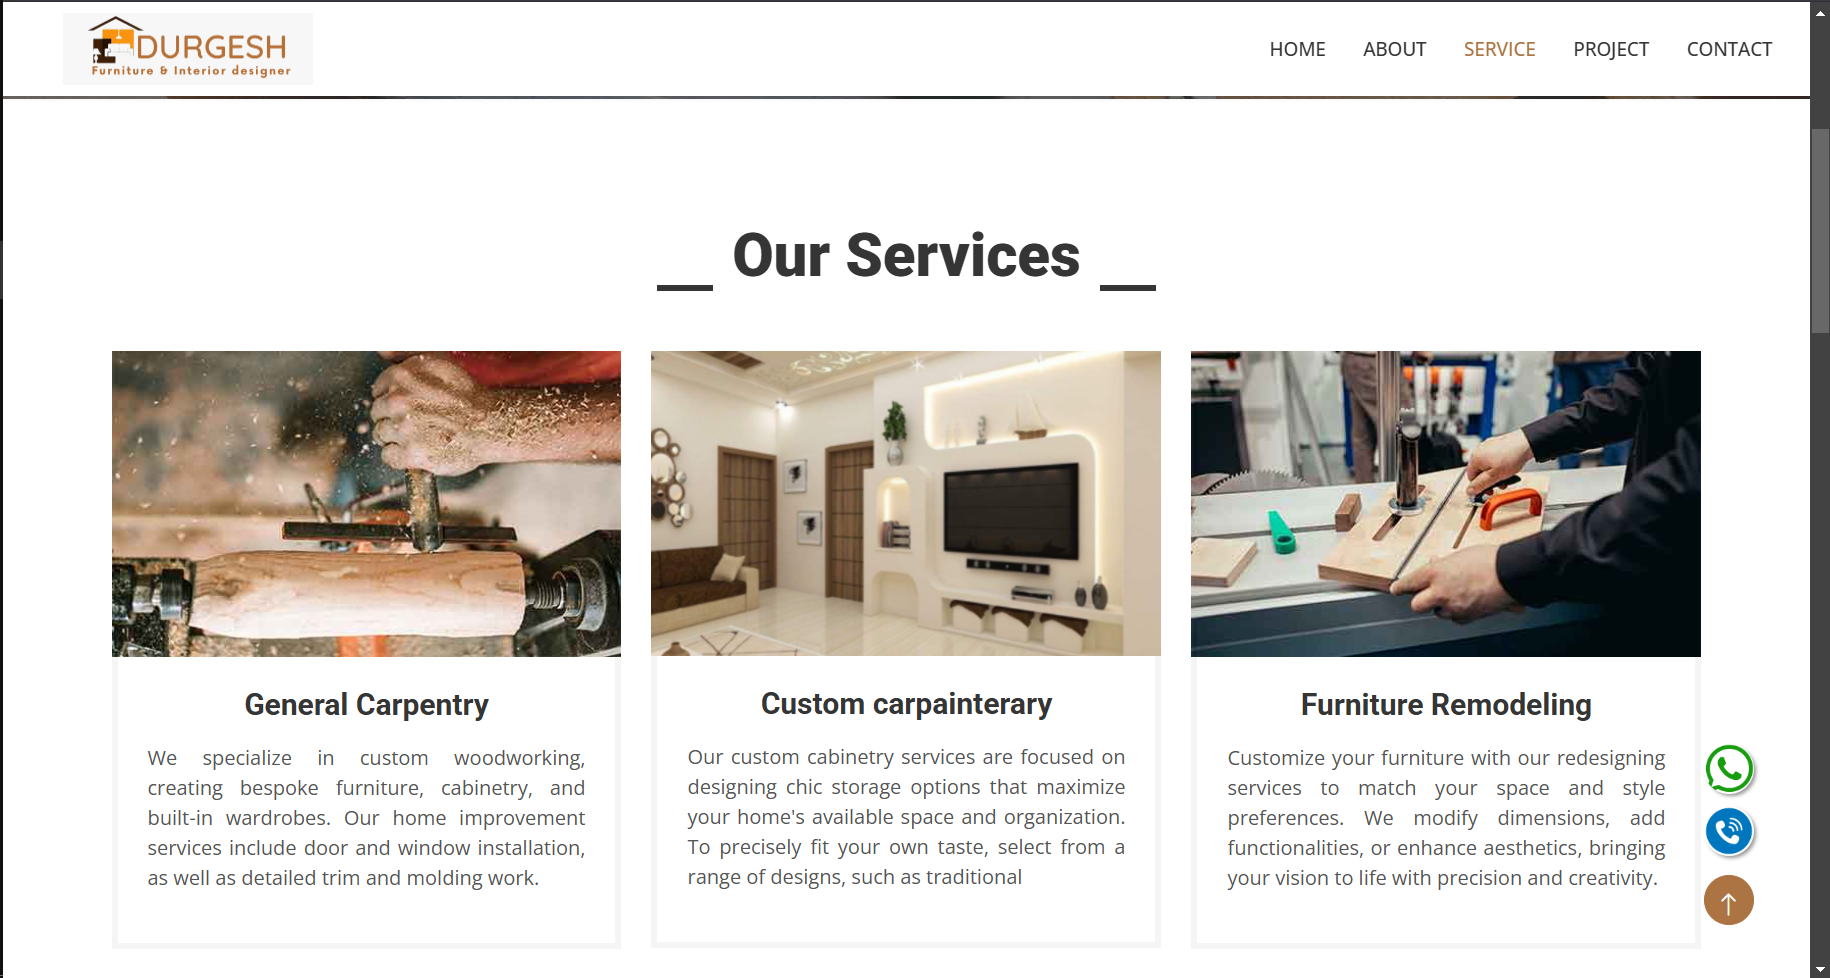 DURGESH
Furniture & Interior designer
HOME ABOUT SERVICE PROJECT CONTACT
Our Services
General Carpentry
We specialize in custom woodworking,
creating bespoke furniture, cabinetry, and
built-in wardrobes. Our home improvement
services include door and window installation,
as well as detailed trim and molding work.
Custom carpainterary
Our custom cabinetry services are focused on
designing chic storage options that maximize
your home's available space and organization.
To precisely fit your own taste, select from a
range of designs, such as traditional
Furniture Remodeling
Customize your furniture with our redesigning
services to match your space and style
preferences. We modify dimensions, add
functionalities, or enhance aesthetics, bringing
your vision to life with precision and creativity.